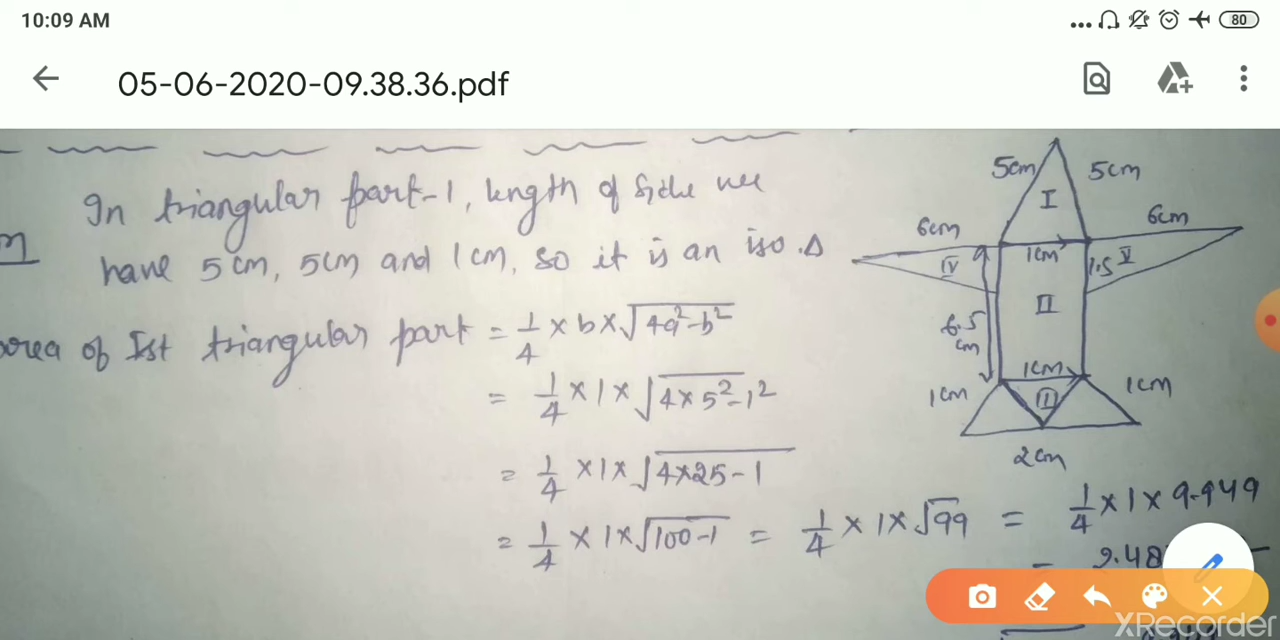 10:09 AM
80
05-06-2020-09.38.36.pdf
In triangular part-1, length of side we
have 5cm, 5cm and 1cm, so it is an iso. Δ
area of Ist triangular part = 1/4 × b × √4a²-b²
= 1/4 × 1 × √4×5²-1²
= 1/4 × 1 × √4×25-1
= 1/4 × 1 × √100-1 = 1/4 × 1 × √99 = 1/4 × 1 × 9.949
= 2.48
5cm
5cm
I
6cm
6cm
1cm
IV
1.5
V
II
6.5
cm
1cm
1cm
III
1cm
2cm
XRecorder